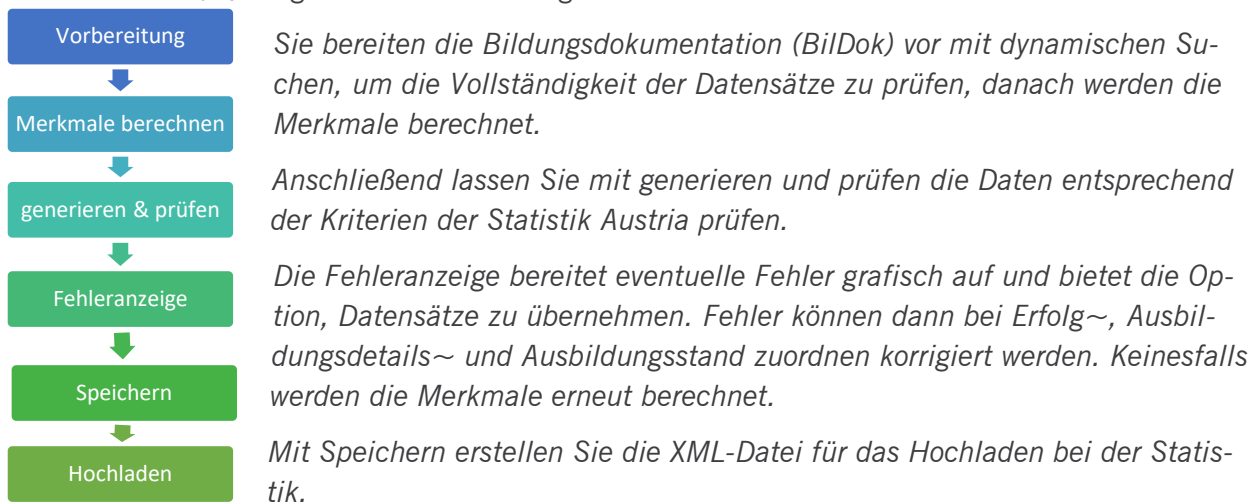 Vorbereitung
Sie bereiten die Bildungsdokumentation (BilDok) vor mit dynamischen Su-
chen, um die Vollständigkeit der Datensätze zu prüfen, danach werden die
Merkmale berechnen
Merkmale berechnet.
Anschließend lassen Sie mit generieren und prüfen die Daten entsprechend
generieren & prüfen
der Kriterien der Statistik Austria prüfen.
Die Fehleranzeige bereitet eventuelle Fehler grafisch auf und bietet die Op-
Fehleranzeige
tion, Datensätze zu übernehmen. Fehler können dann bei Erfolg~, Ausbil-
dungsdetails~ und Ausbildungsstand zuordnen korrigiert werden. Keinesfalls
Speichern
werden die Merkmale erneut berechnet.
Mit Speichern erstellen Sie die XML-Datei für das Hochladen bei der Statis-
Hochladen
tik.